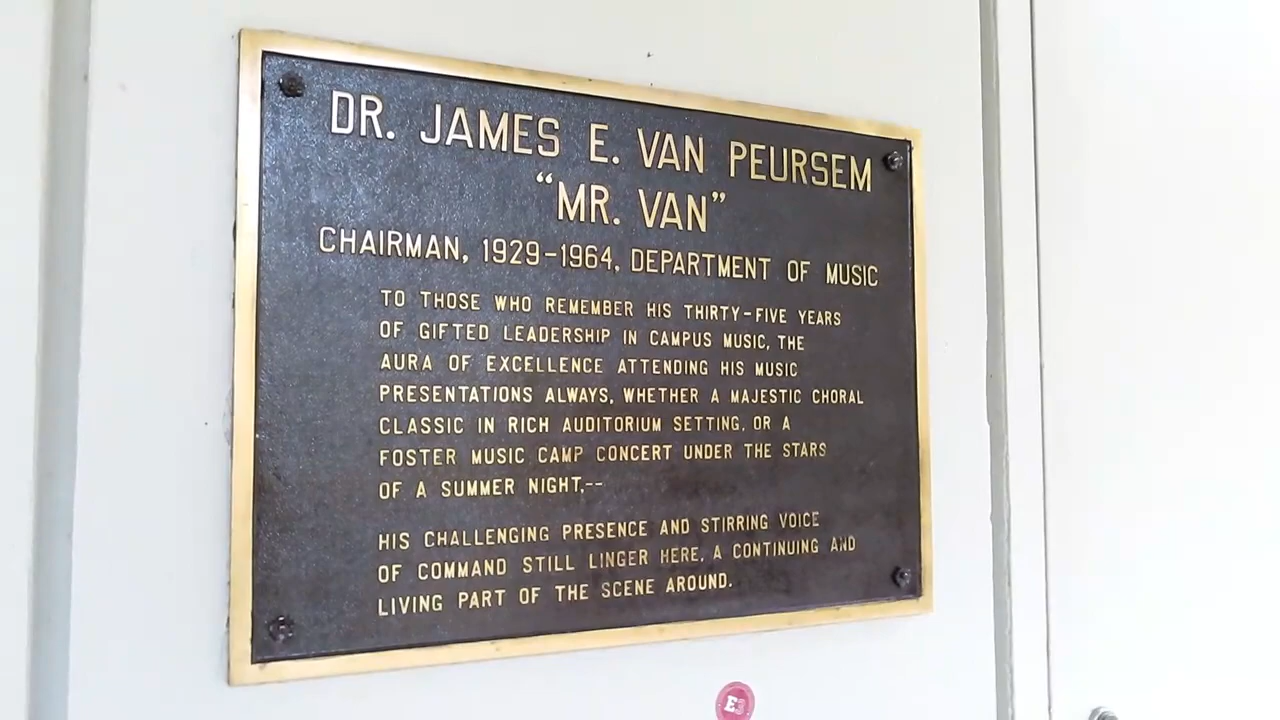 DR. JAMES E. VAN PEURSEM
“MR. VAN”
CHAIRMAN, 1929-1964, DEPARTMENT OF MUSIC
TO THOSE WHO REMEMBER HIS THIRTY-FIVE YEARS
OF GIFTED LEADERSHIP IN CAMPUS MUSIC, THE
AURA OF EXCELLENCE ATTENDING HIS MUSIC
PRESENTATIONS ALWAYS, WHETHER A MAJESTIC CHORAL
CLASSIC IN RICH AUDITORIUM SETTING, OR A
FOSTER MUSIC CAMP CONCERT UNDER THE STARS
OF A SUMMER NIGHT,--
HIS CHALLENGING PRESENCE AND STIRRING VOICE
OF COMMAND STILL LINGER HERE, A CONTINUING AND
LIVING PART OF THE SCENE AROUND.